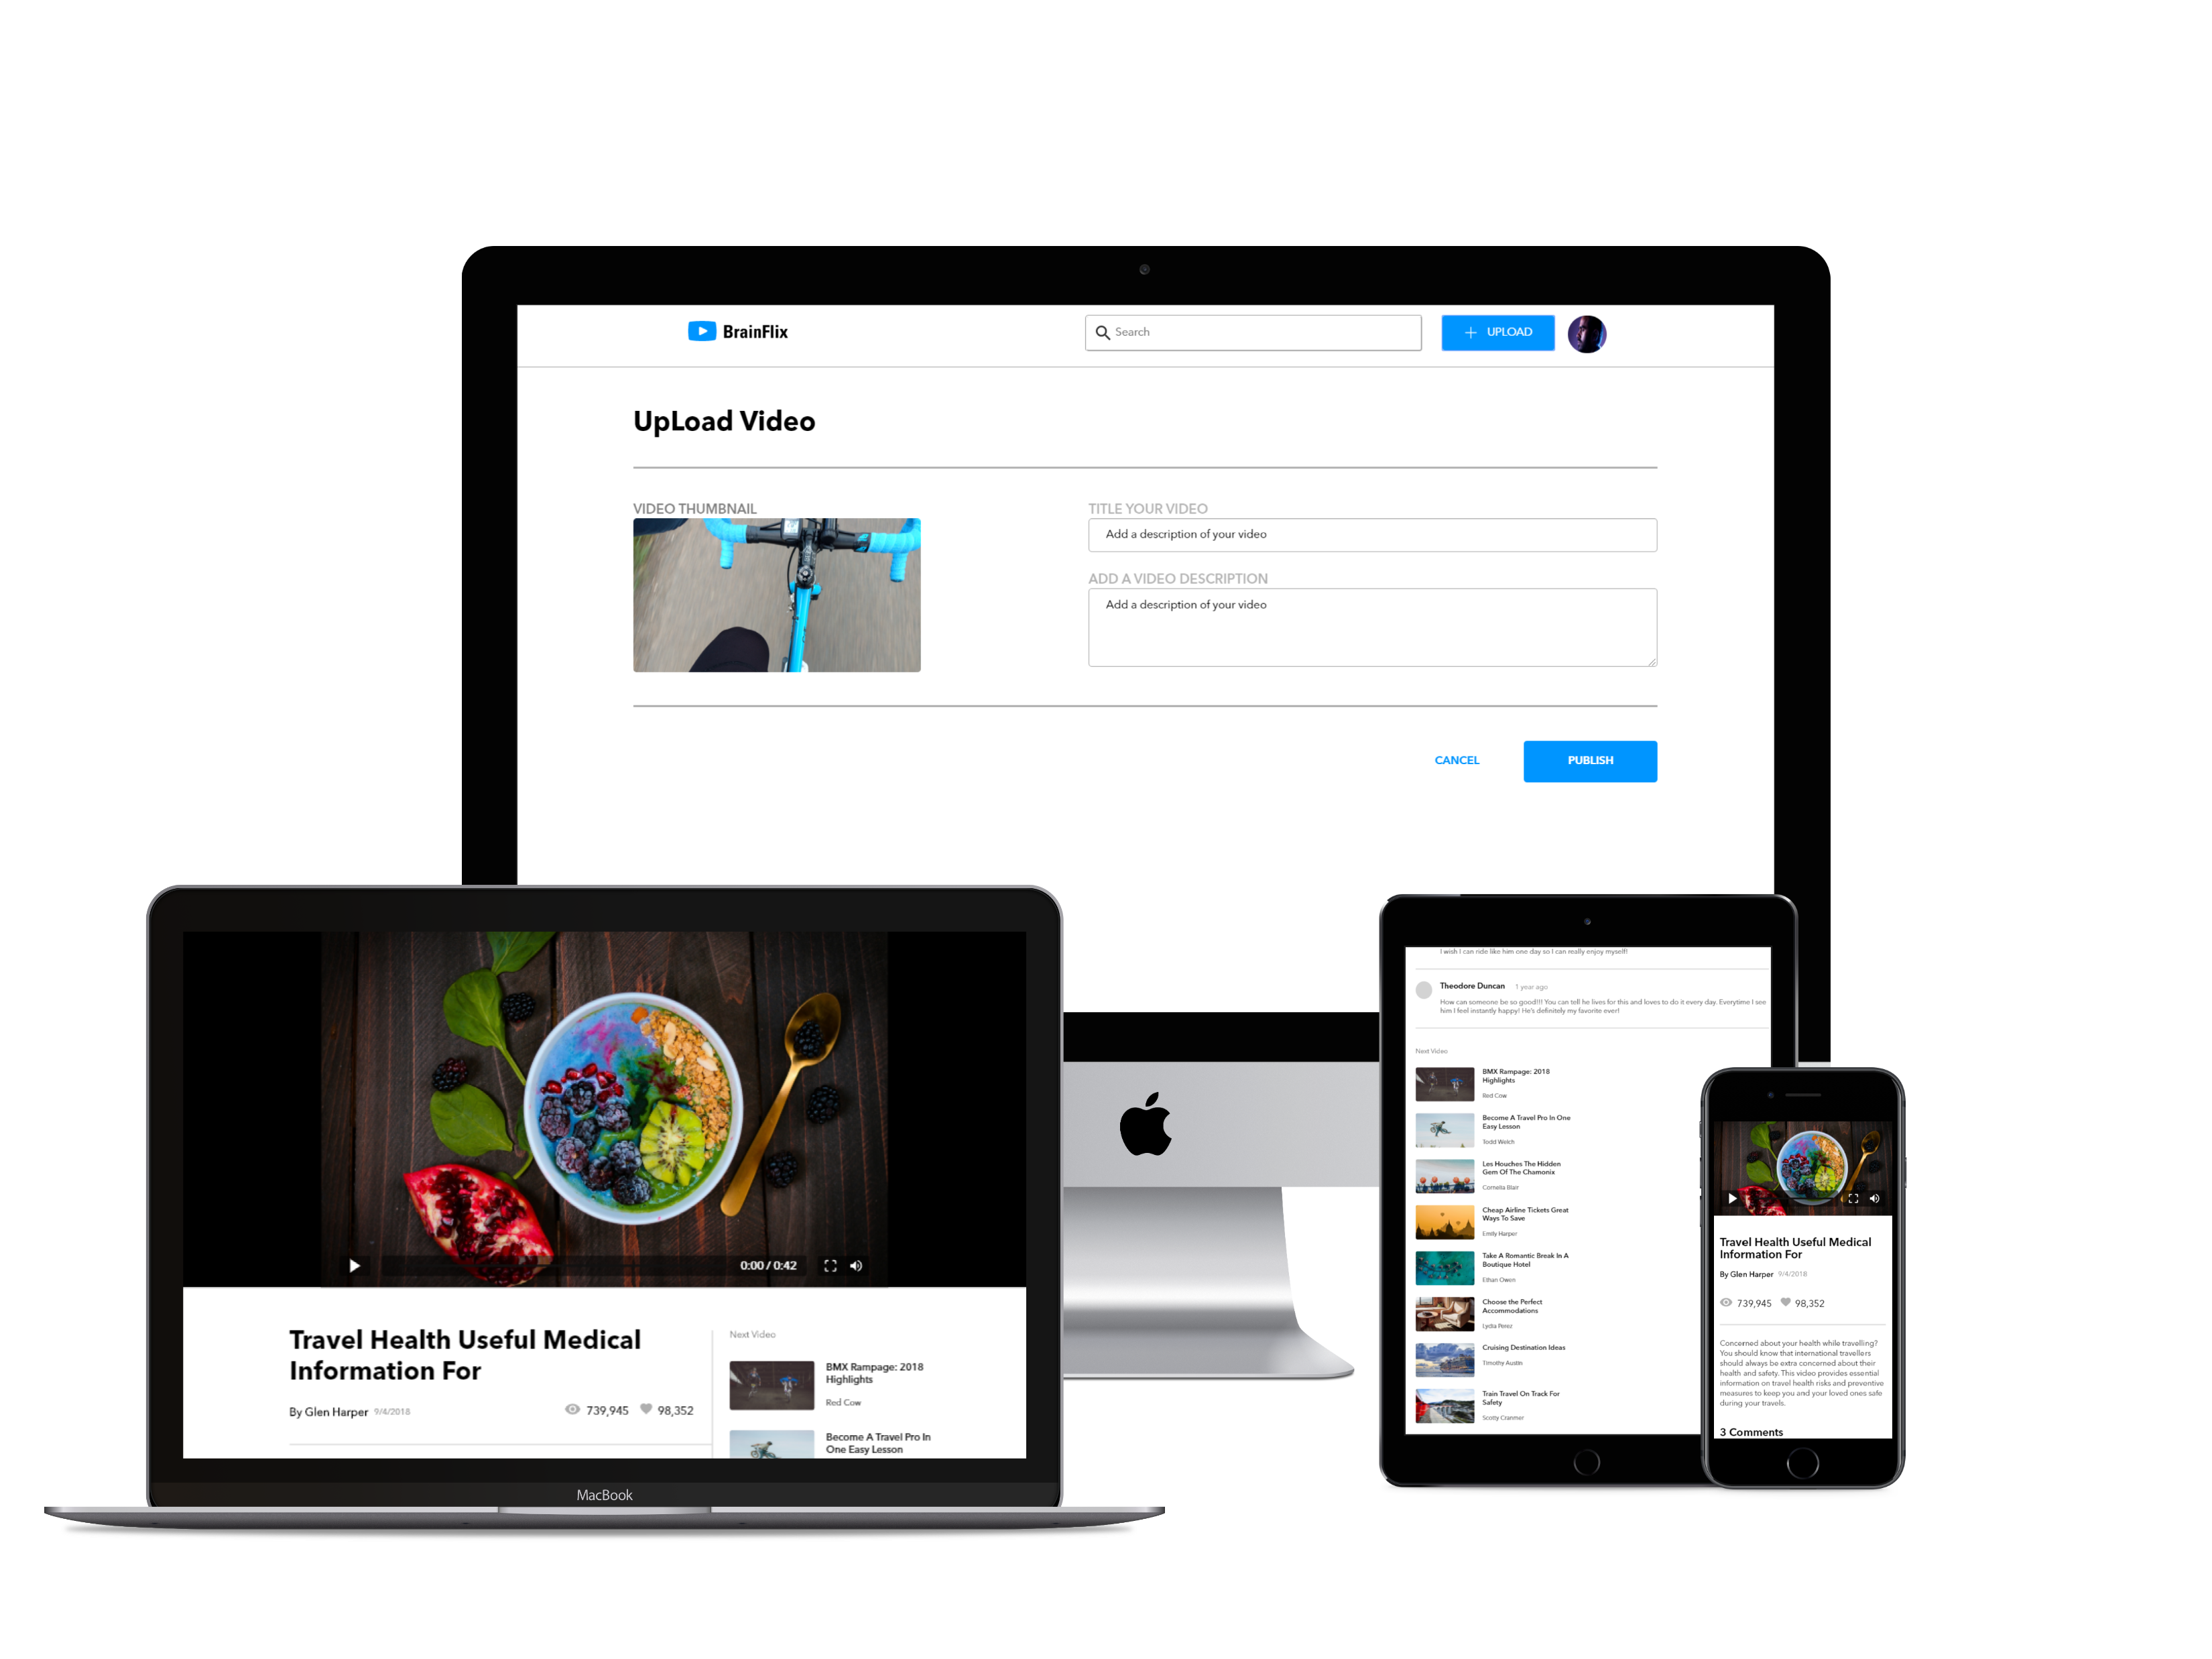 BrainFlix
Search
+ UPLOAD
UpLoad Video
VIDEO THUMBNAIL
TITLE YOUR VIDEO
Add a description of your video
ADD A VIDEO DESCRIPTION
Add a description of your video
CANCEL
PUBLISH
0:00 / 0:42
Travel Health Useful Medical
Information For
By Glen Harper 9/4/2018
739,945 98,352
Next Video
BMX Rampage: 2018
Highlights
Red Cow
Become A Travel Pro In
One Easy Lesson
MacBook
I wish I can ride like him one day so I can really enjoy myself!
Theodore Duncan 1 year ago
How can someone be so good!!! You can tell he lives for this and loves to do it every day. Everytime I see
him I feel instantly happy! He's definitely my favorite ever!
Next Video
BMX Rampage: 2018
Highlights
Red Cow
Become A Travel Pro In One
Easy Lesson
Todd Welch
Les Houches The Hidden
Gem Of The Chamonix
Cornelia Blair
Cheap Airline Tickets Great
Ways To Save
Emily Harper
Take A Romantic Break In A
Boutique Hotel
Ethan Owen
Choose the Perfect
Accommodations
Lydia Perez
Cruising Destination Ideas
Timothy Austin
Train Travel On Track For
Safety
Scotty Cranmer
Travel Health Useful Medical
Information For
By Glen Harper 9/4/2018
739,945 98,352
Concerned about your health while travelling?
You should know that international travellers
should always be extra concerned about their
health and safety. This video provides essential
information on travel health risks and preventive
measures to keep you and your loved ones safe
during your travels.
3 Comments